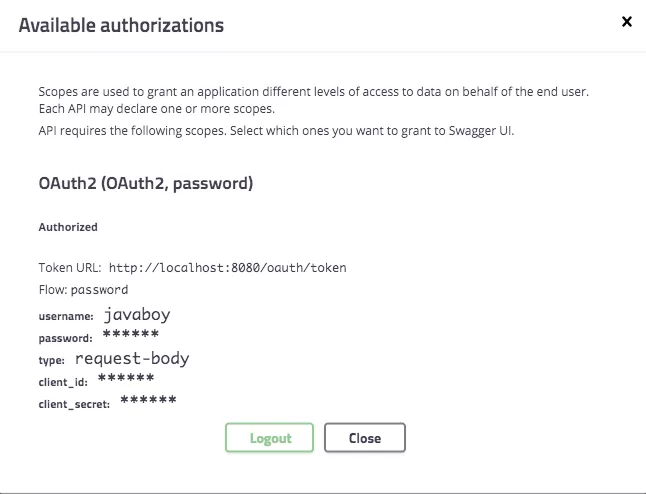 Available authorizations
Scopes are used to grant an application different levels of access to data on behalf of the end user.
Each API may declare one or more scopes.
API requires the following scopes. Select which ones you want to grant to Swagger UI.
OAuth2 (OAuth2, password)
Authorized
Token URL: http://localhost:8080/oauth/token
Flow: password
username: javaboy
password: ******
type: request-body
client_id: ******
client_secret: ******
Logout Close